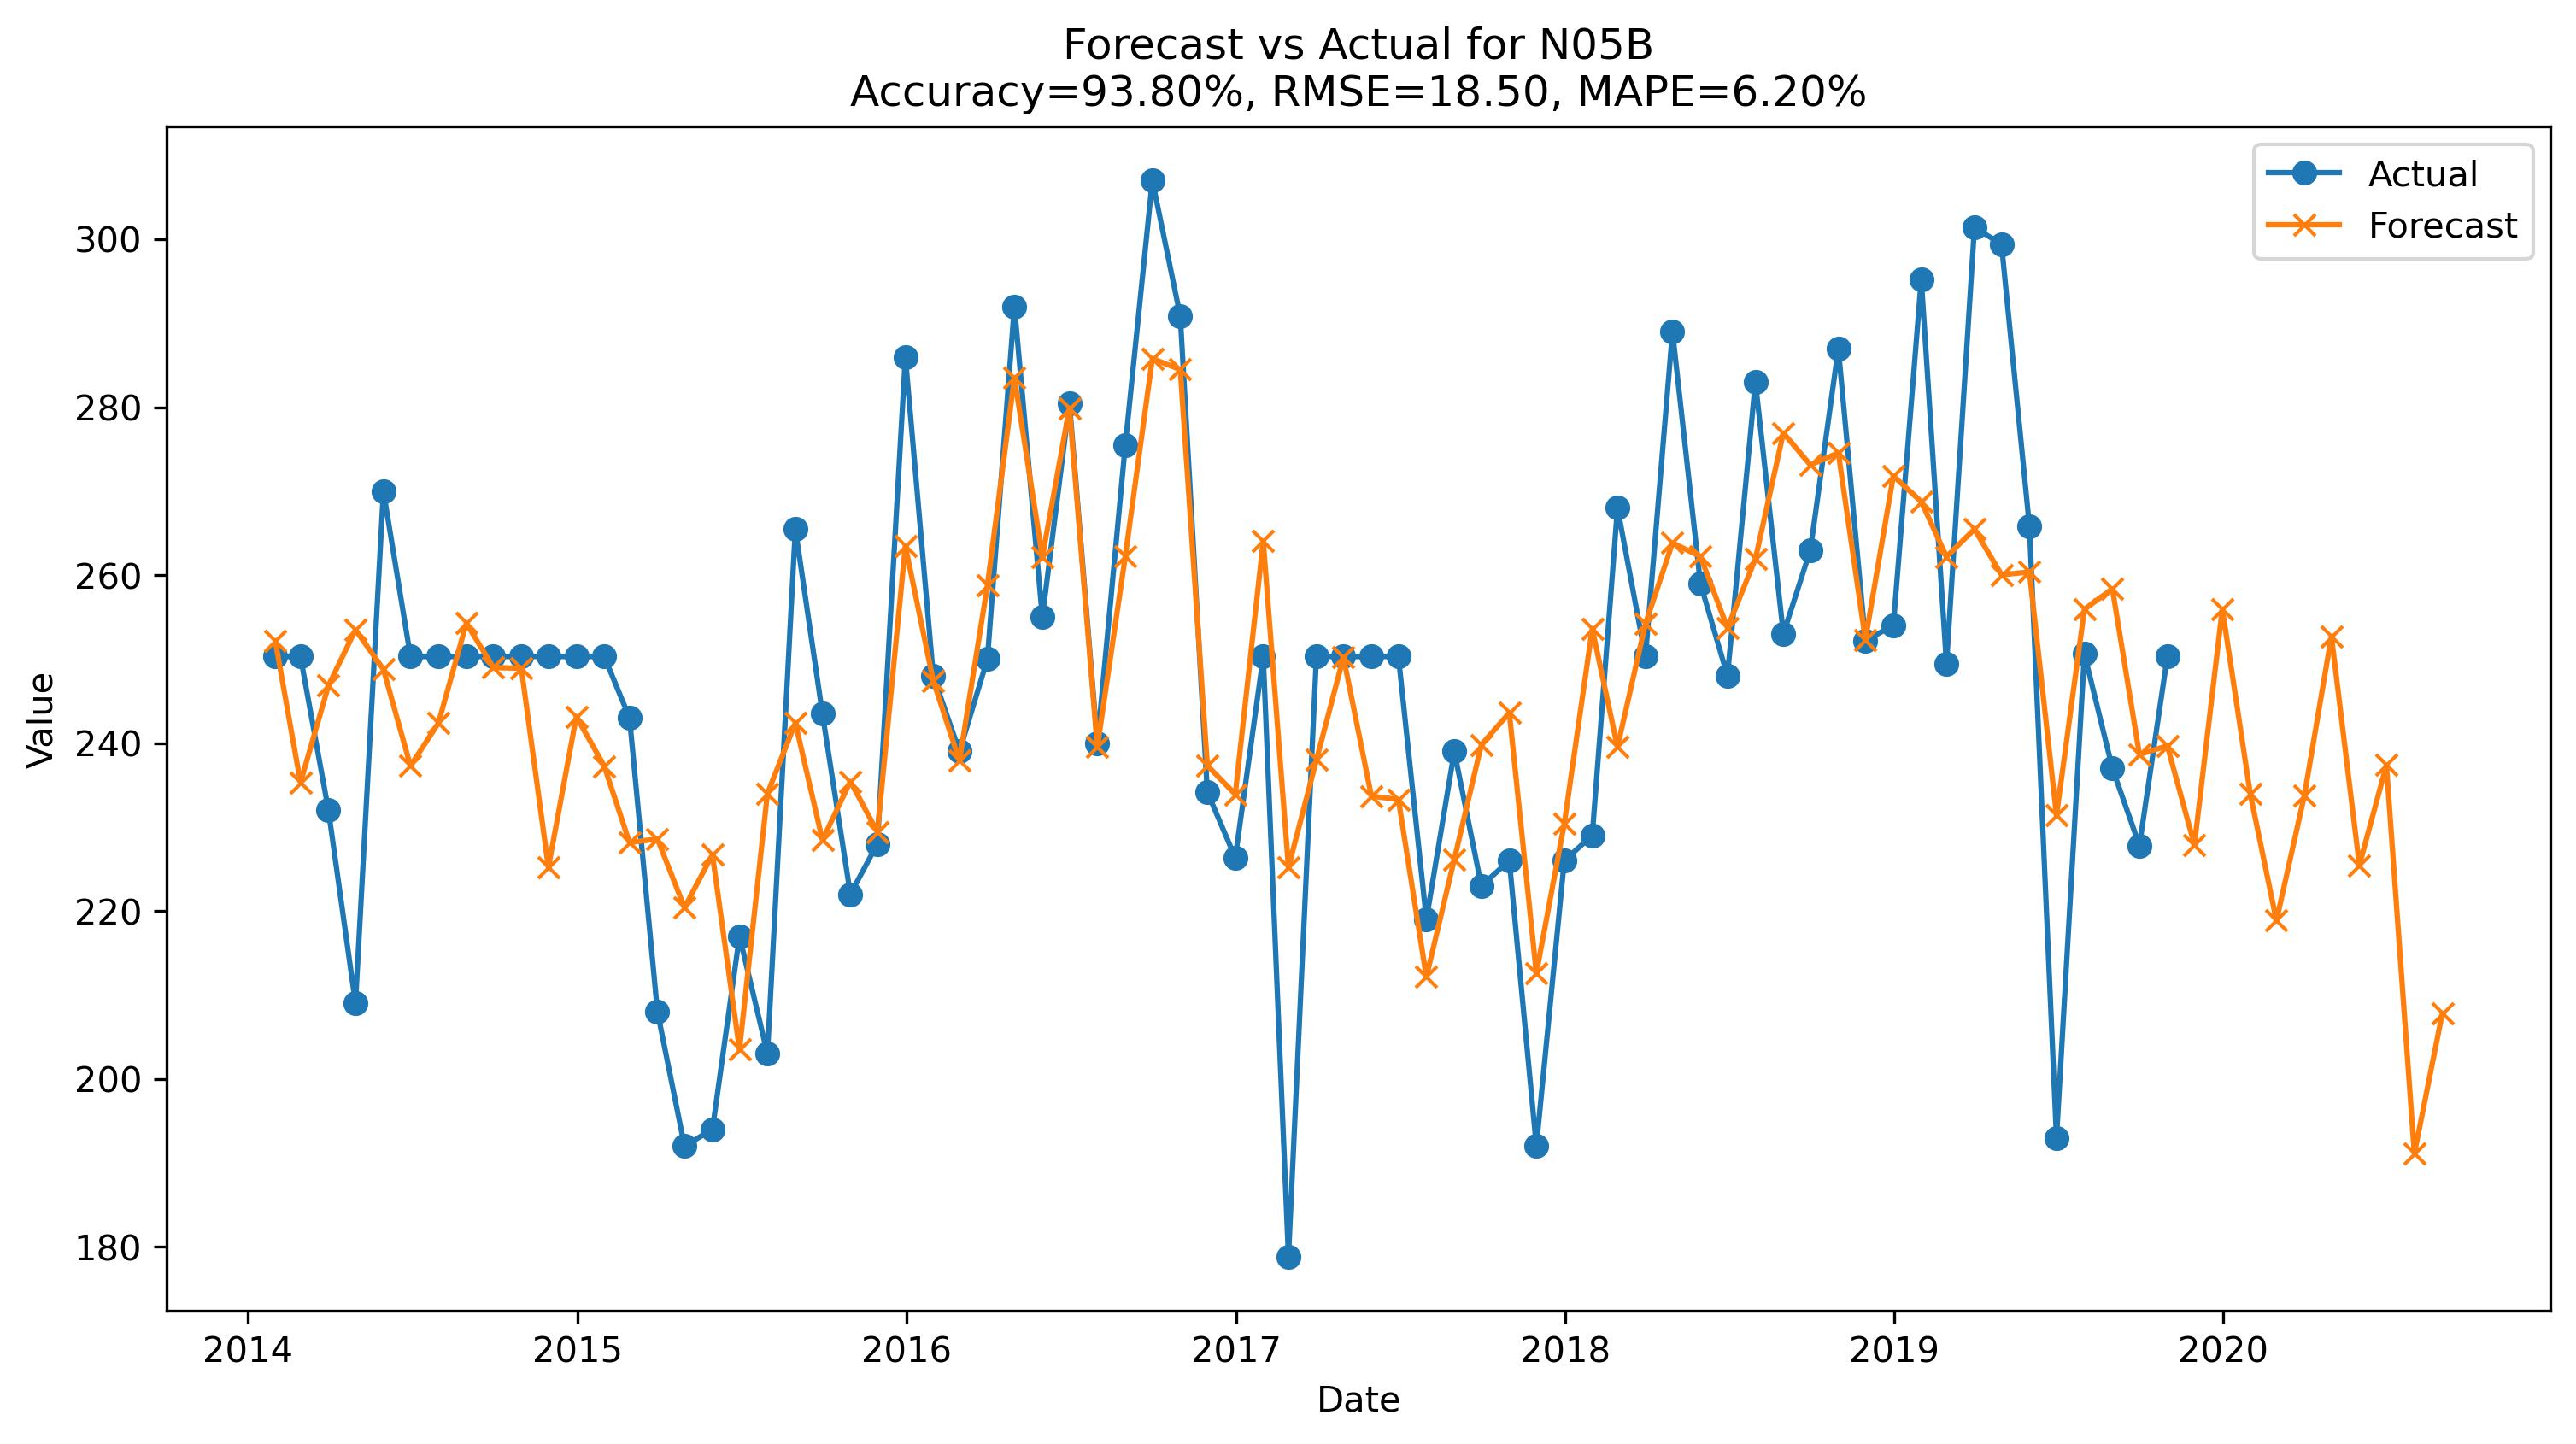 Forecast vs Actual for N05B
Accuracy=93.80%, RMSE=18.50, MAPE=6.20%
Actual
Forecast
Value
300
280
260
240
220
200
180
2014 2015 2016 2017 2018 2019 2020
Date